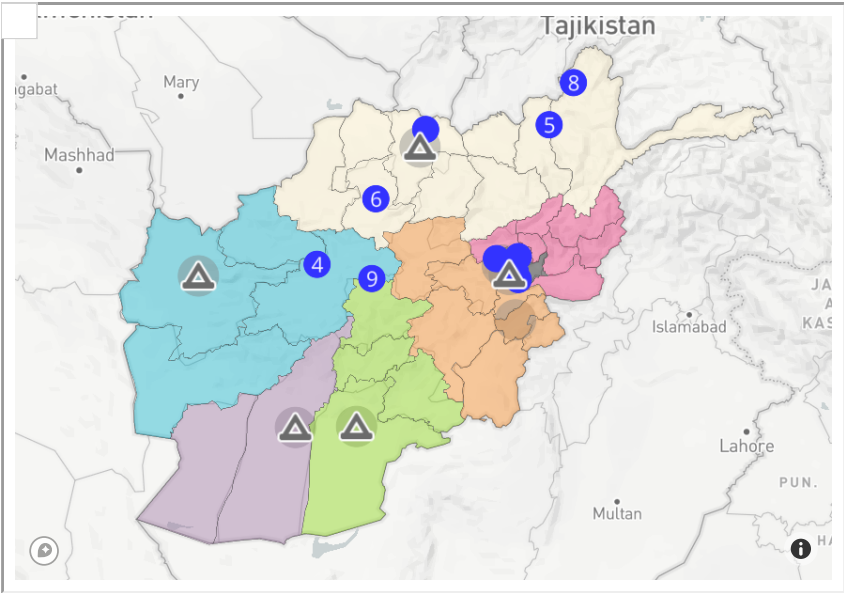 Tajikistan
8
Mary
5
Mashhad
6
4
9
Islamabad
Lahore
PUN.
Multan
i